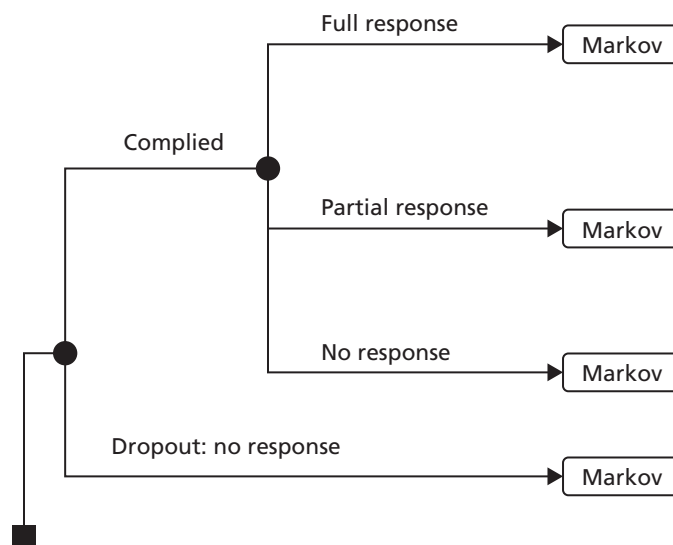 Full response
Markov
Complied
Partial response
Markov
No response
Markov
Dropout: no response
Markov